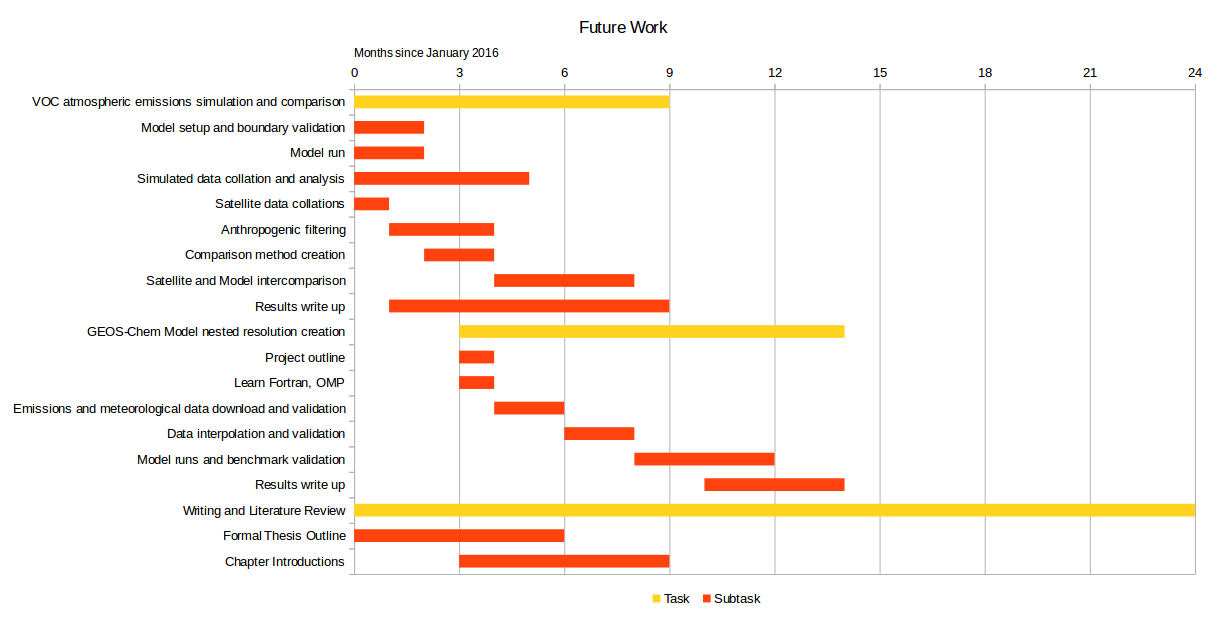 Future Work
Months since January 2016
0 3 6 9 12 15 18 21 24
VOC atmospheric emissions simulation and comparison
Model setup and boundary validation
Model run
Simulated data collation and analysis
Satellite data collations
Anthropogenic filtering
Comparison method creation
Satellite and Model intercomparison
Results write up
GEOS-Chem Model nested resolution creation
Project outline
Learn Fortran, OMP
Emissions and meteorological data download and validation
Data interpolation and validation
Model runs and benchmark validation
Results write up
Writing and Literature Review
Formal Thesis Outline
Chapter Introductions
Task Subtask